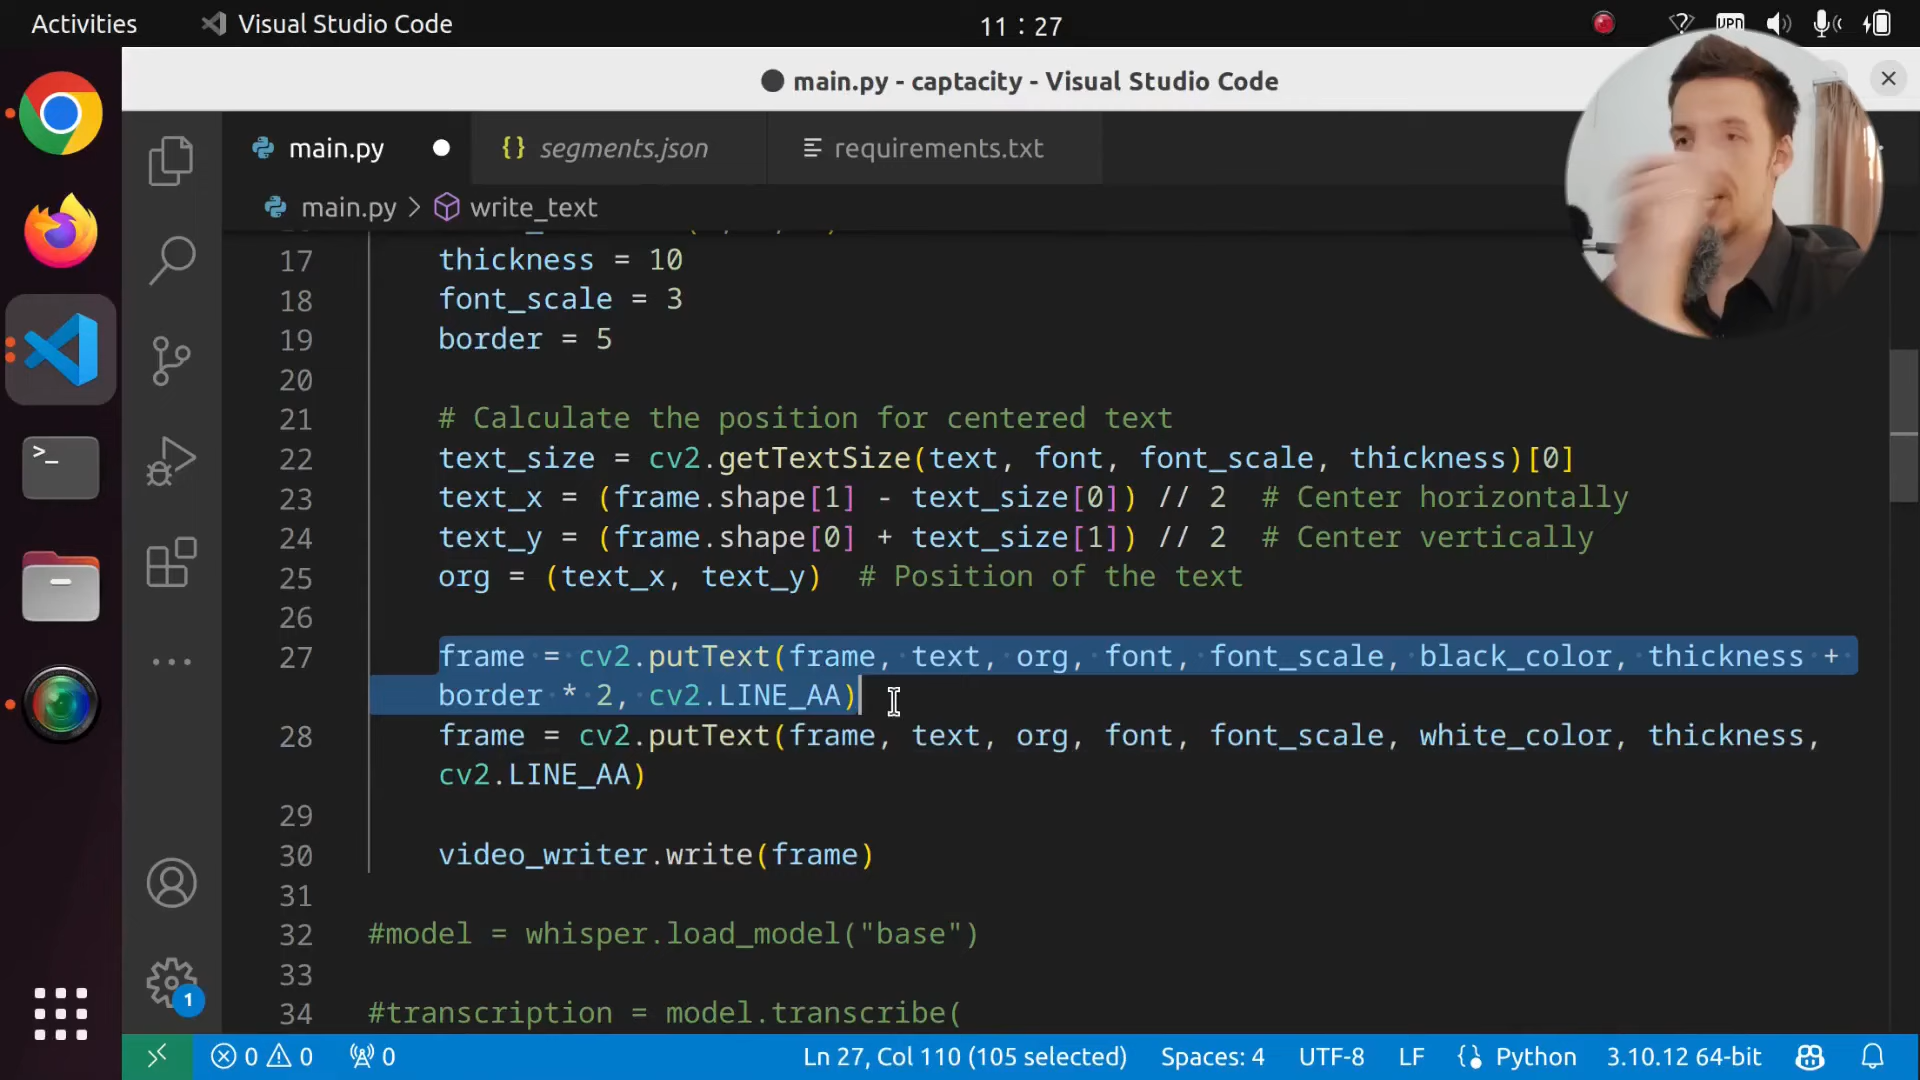 Activities
Visual Studio Code
11 : 27
VPN
main.py - captacity - Visual Studio Code
main.py
segments.json
requirements.txt
main.py > write_text
17 thickness = 10
18 font_scale = 3
19 border = 5
20
21 # Calculate the position for centered text
22 text_size = cv2.getTextSize(text, font, font_scale, thickness)[0]
23 text_x = (frame.shape[1] - text_size[0]) // 2  # Center horizontally
24 text_y = (frame.shape[0] + text_size[1]) // 2  # Center vertically
25 org = (text_x, text_y)  # Position of the text
26
27 frame = cv2.putText(frame, text, org, font, font_scale, black_color, thickness +
border * 2, cv2.LINE_AA)
28 frame = cv2.putText(frame, text, org, font, font_scale, white_color, thickness,
cv2.LINE_AA)
29
30 video_writer.write(frame)
31
32 #model = whisper.load_model("base")
33
34 #transcription = model.transcribe(
1
0 0
0
Ln 27, Col 110 (105 selected)
Spaces: 4
UTF-8
LF
Python
3.10.12 64-bit